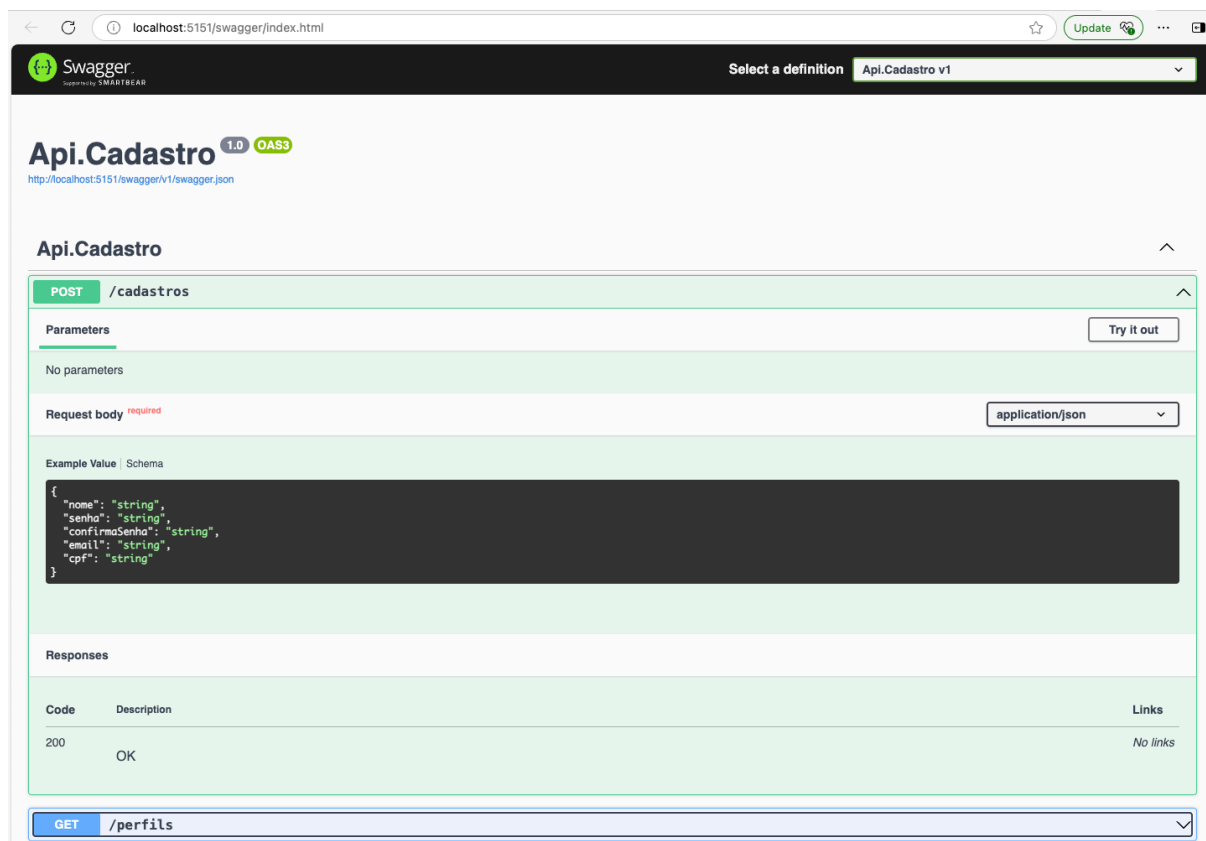 localhost:5151/swagger/index.html
Update
Swagger.
Supported by SMARTBEAR
Select a definition
Api.Cadastro v1
Api.Cadastro 1.0 OAS3
http://localhost:5151/swagger/v1/swagger.json
Api.Cadastro
POST /cadastros
Parameters
Try it out
No parameters
Request body required
application/json
Example Value | Schema
{
"nome": "string",
"senha": "string",
"confirmaSenha": "string",
"email": "string",
"cpf": "string"
}
Responses
Code Description Links
200 OK No links
GET /perfils